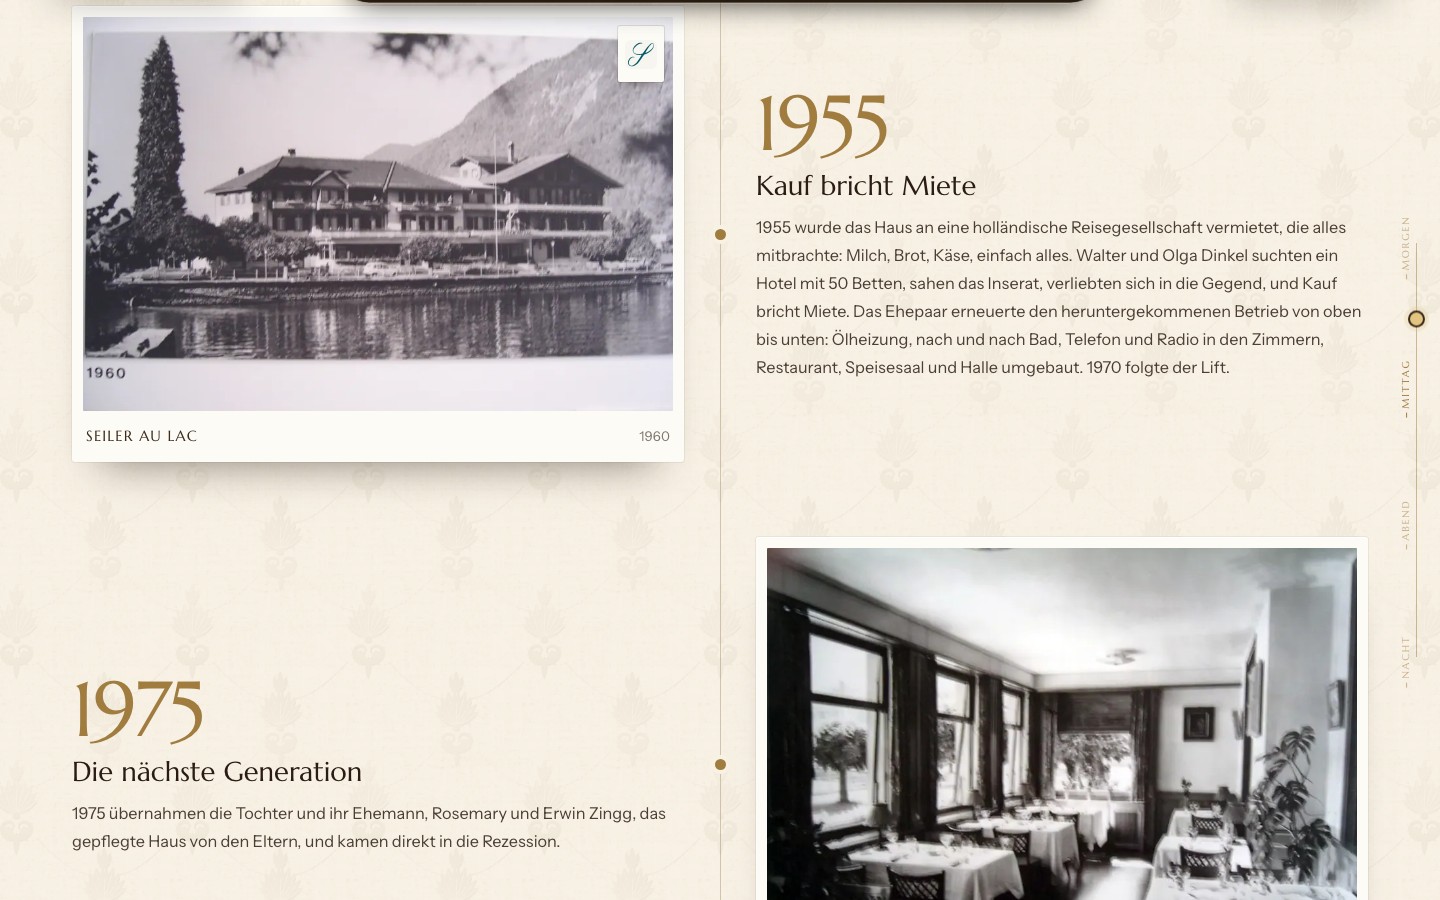 S
1960
SEILER AU LAC
1960
1955
Kauf bricht Miete
1955 wurde das Haus an eine holländische Reisegesellschaft vermietet, die alles
mitbrachte: Milch, Brot, Käse, einfach alles. Walter und Olga Dinkel suchten ein
Hotel mit 50 Betten, sahen das Inserat, verliebten sich in die Gegend, und Kauf
bricht Miete. Das Ehepaar erneuerte den heruntergekommenen Betrieb von oben
bis unten: Ölheizung, nach und nach Bad, Telefon und Radio in den Zimmern,
Restaurant, Speisesaal und Halle umgebaut. 1970 folgte der Lift.
1975
Die nächste Generation
1975 übernahmen die Tochter und ihr Ehemann, Rosemary und Erwin Zingg, das
gepflegte Haus von den Eltern, und kamen direkt in die Rezession.
MORGEN
MITTAG
ABEND
NACHT